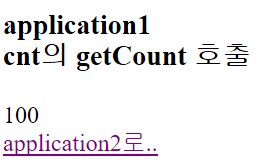 application1
cnt의 getCount 호출
100
application2로..